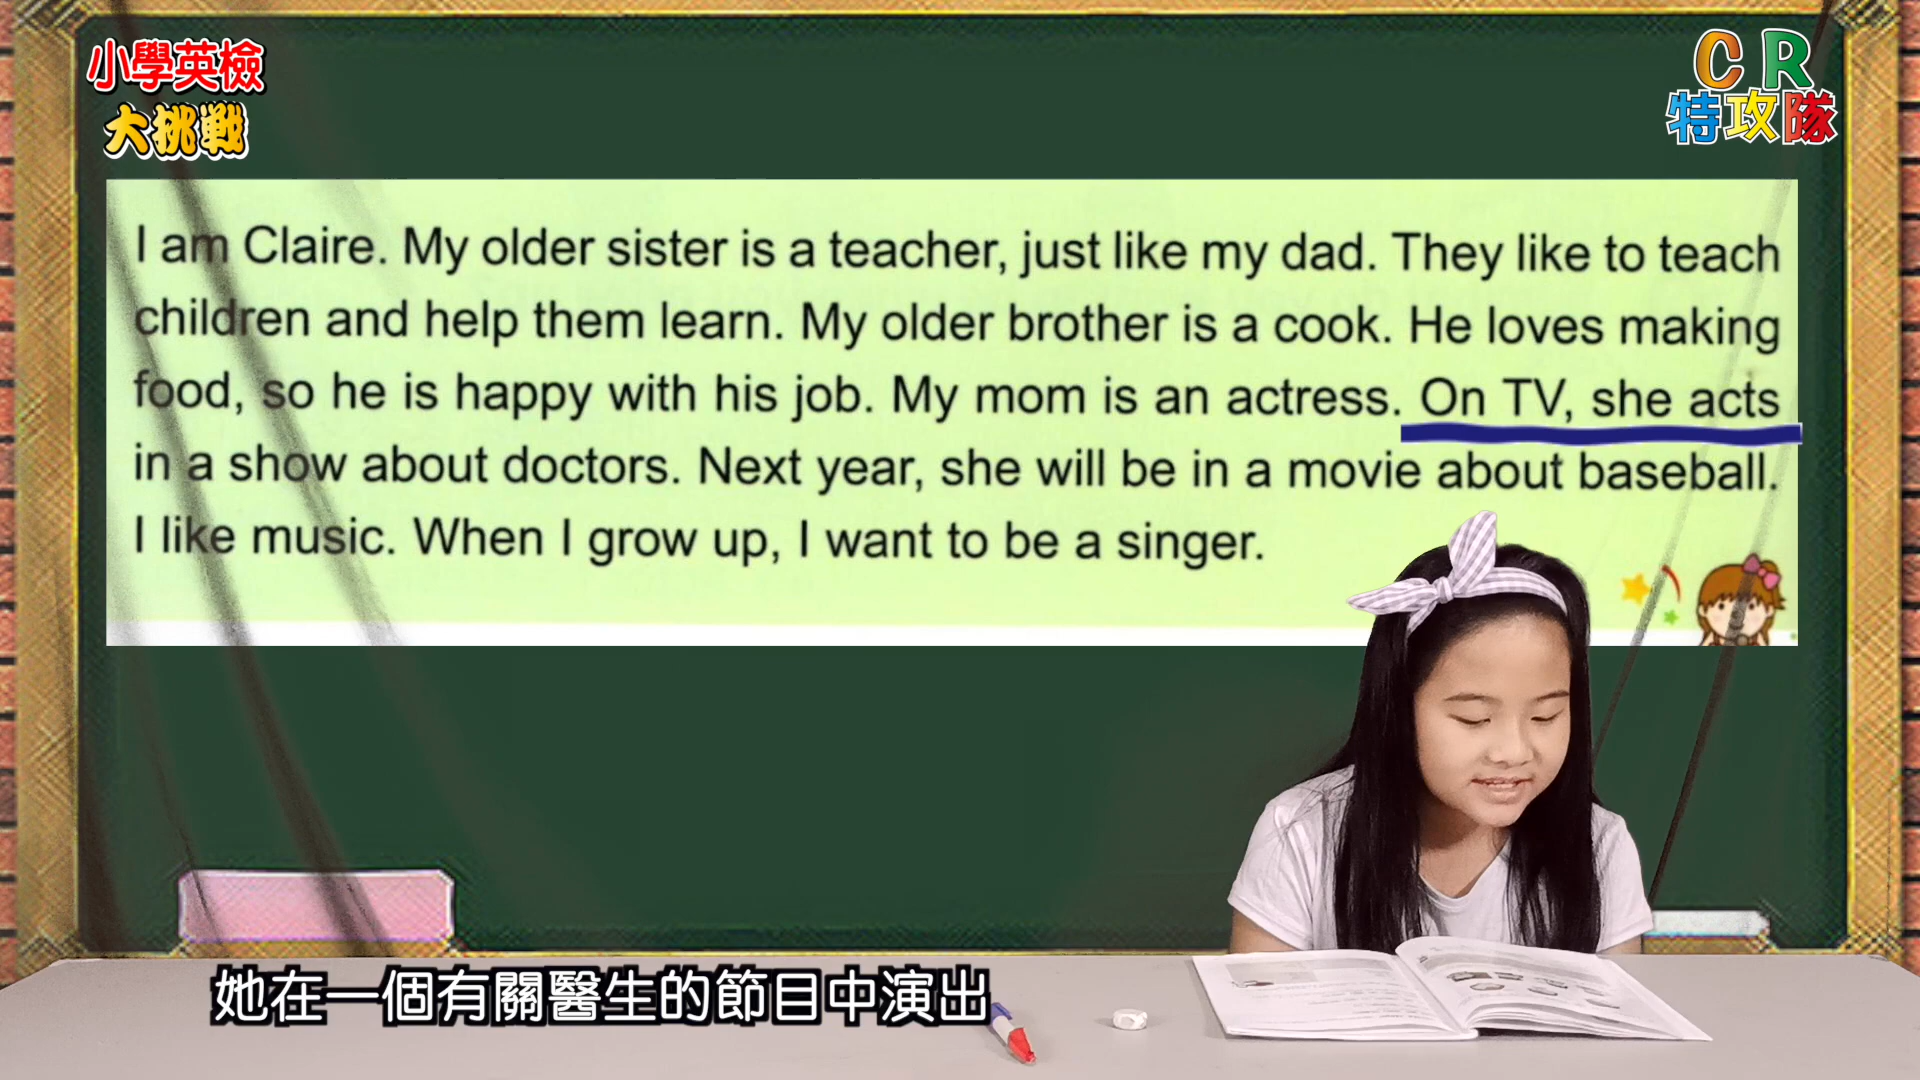 小學英檢
大挑戰
CR
特攻隊
I am Claire. My older sister is a teacher, just like my dad. They like to teach
children and help them learn. My older brother is a cook. He loves making
food, so he is happy with his job. My mom is an actress. On TV, she acts
in a show about doctors. Next year, she will be in a movie about baseball.
I like music. When I grow up, I want to be a singer.
她在一個有關醫生的節目中演出